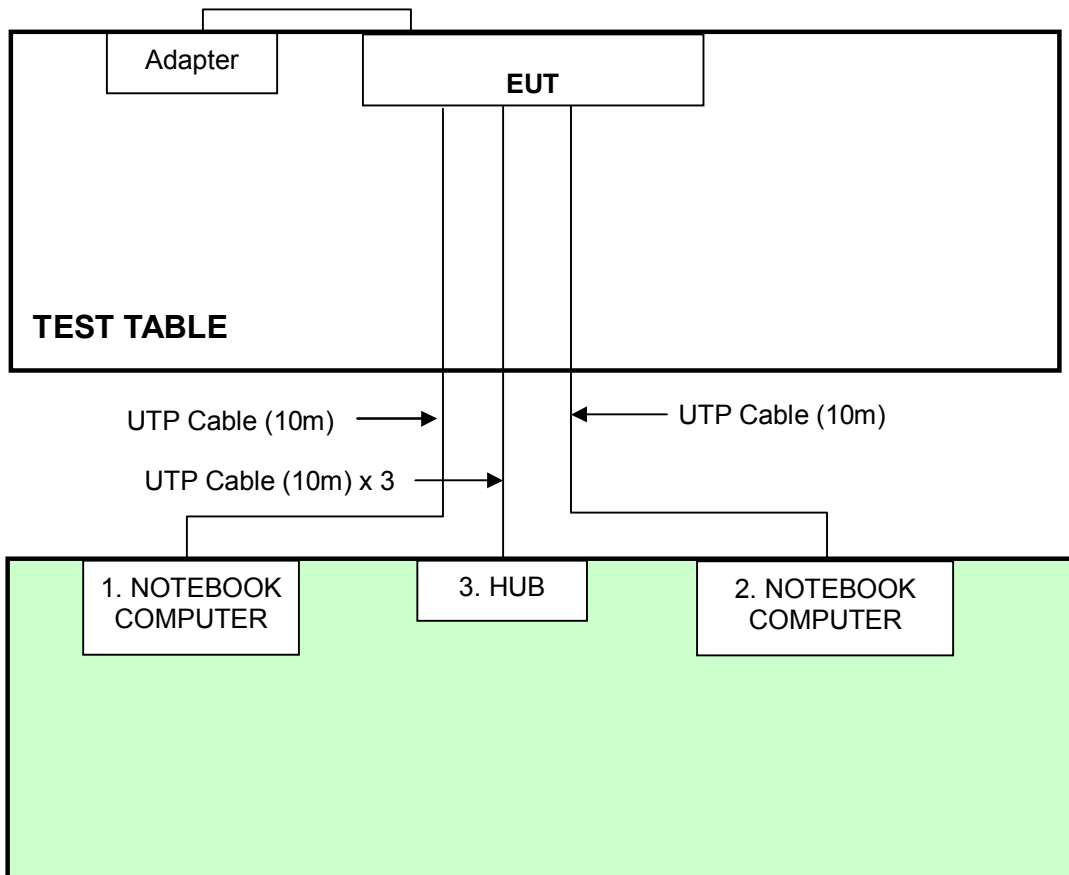 Adapter
EUT
TEST TABLE
UTP Cable (10m)
UTP Cable (10m)
UTP Cable (10m) x 3
1. NOTEBOOK
COMPUTER
3. HUB
2. NOTEBOOK
COMPUTER